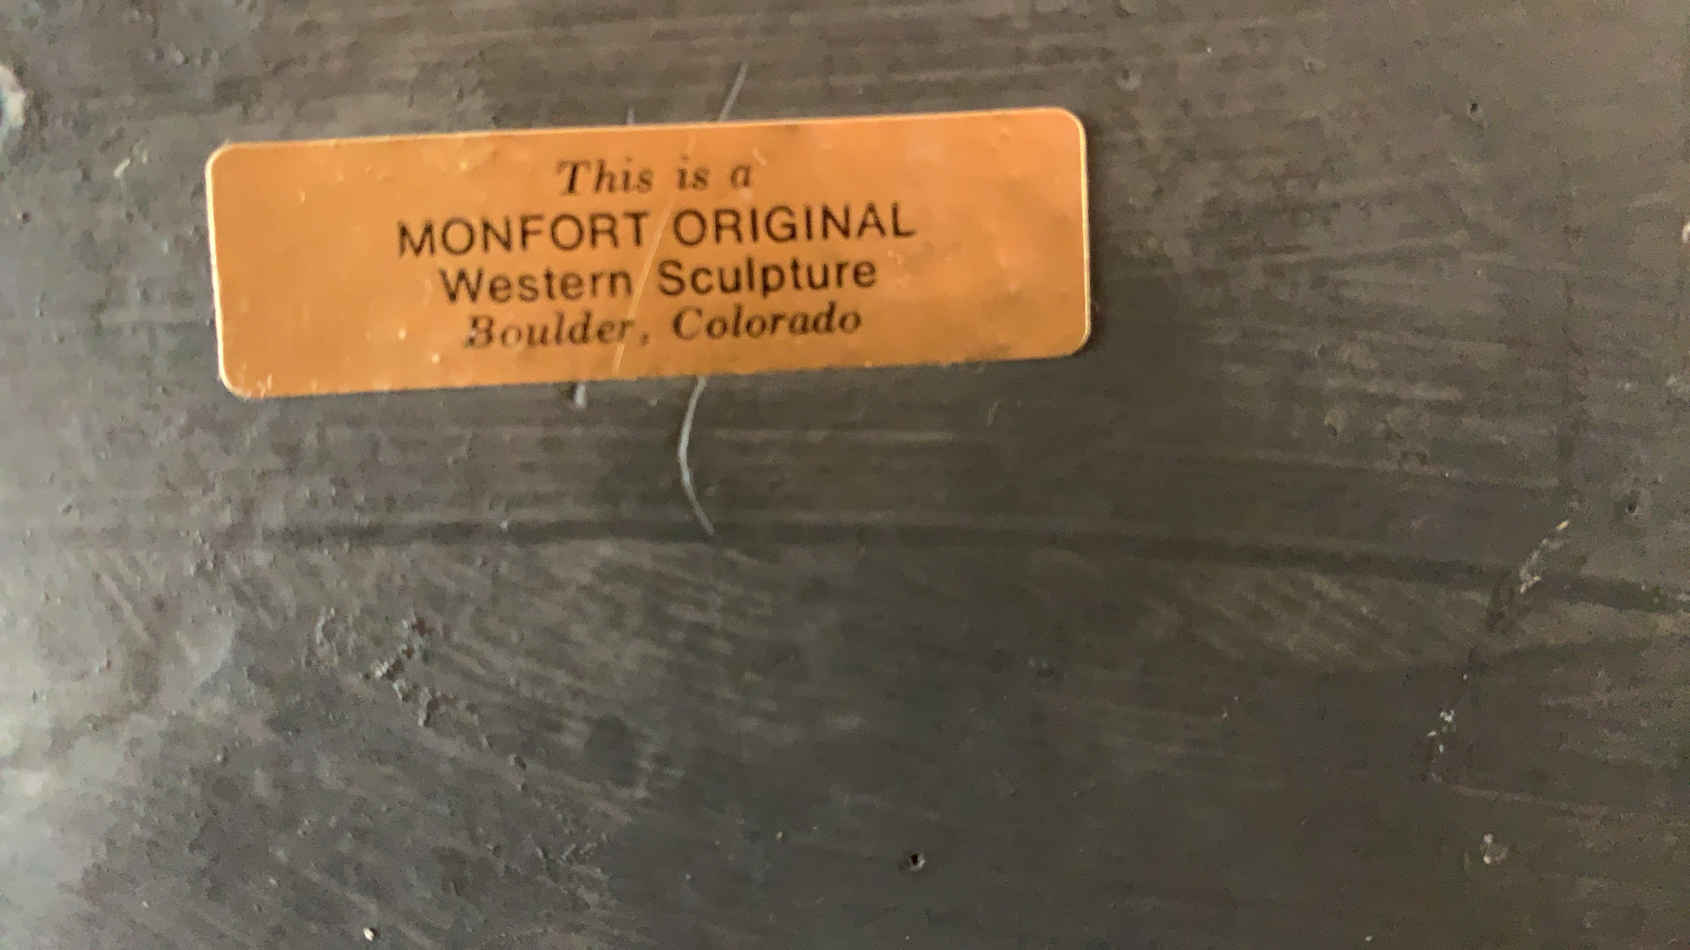 This is a
MONFORT ORIGINAL
Western Sculpture
Boulder, Colorado